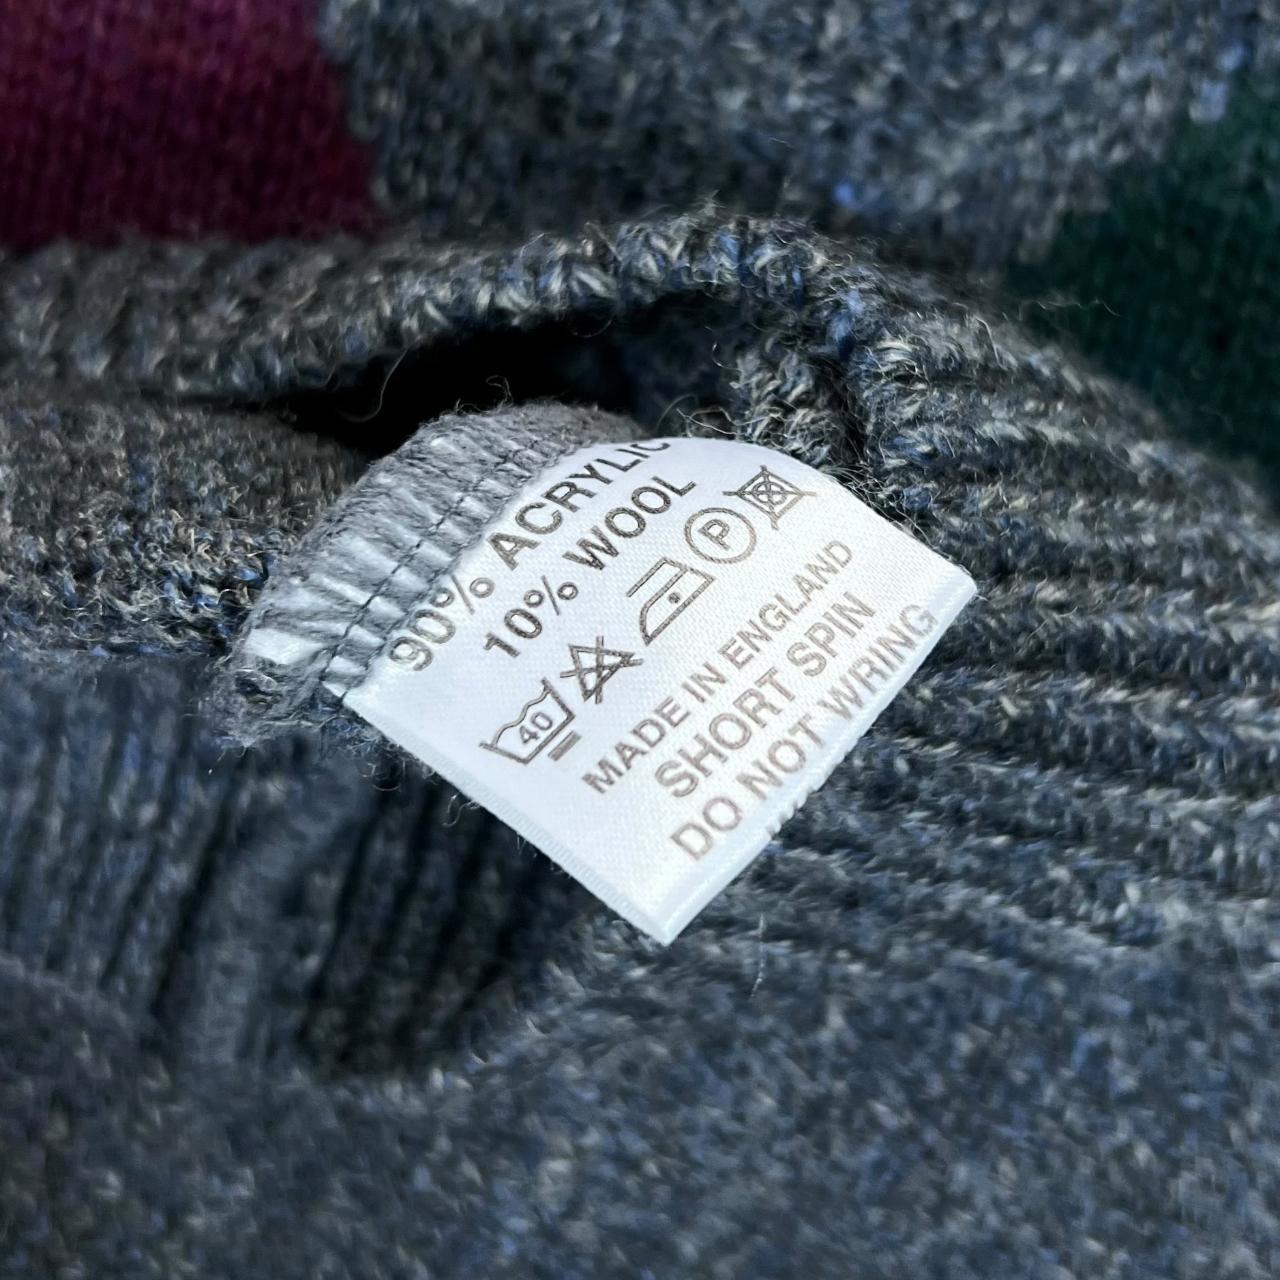 90% ACRYLIC
10% WOOL
40 P
MADE IN ENGLAND
SHORT SPIN
DO NOT WRING